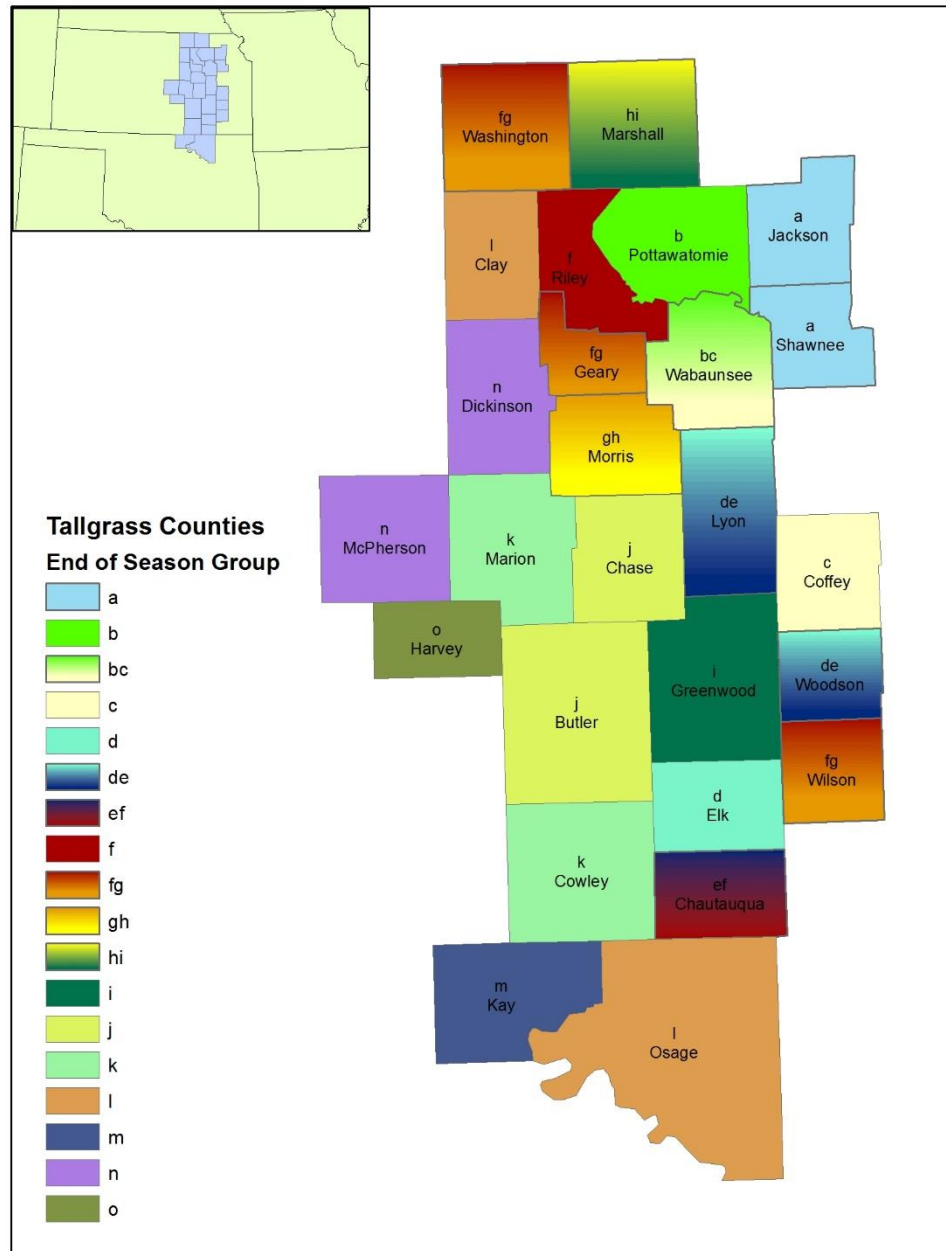 fg
Washington
hi
Marshall
a
Jackson
b
Pottawatomie
l
Clay
f
Riley
a
Shawnee
fg
Geary
bc
Wabaunsee
n
Dickinson
gh
Morris
de
Lyon
n
McPherson
k
Marion
j
Chase
c
Coffey
o
Harvey
de
Woodson
i
Greenwood
j
Butler
fg
Wilson
d
Elk
k
Cowley
ef
Chautauqua
m
Kay
l
Osage
Tallgrass Counties
End of Season Group
a
b
bc
c
d
de
ef
f
fg
gh
hi
i
j
k
l
m
n
o